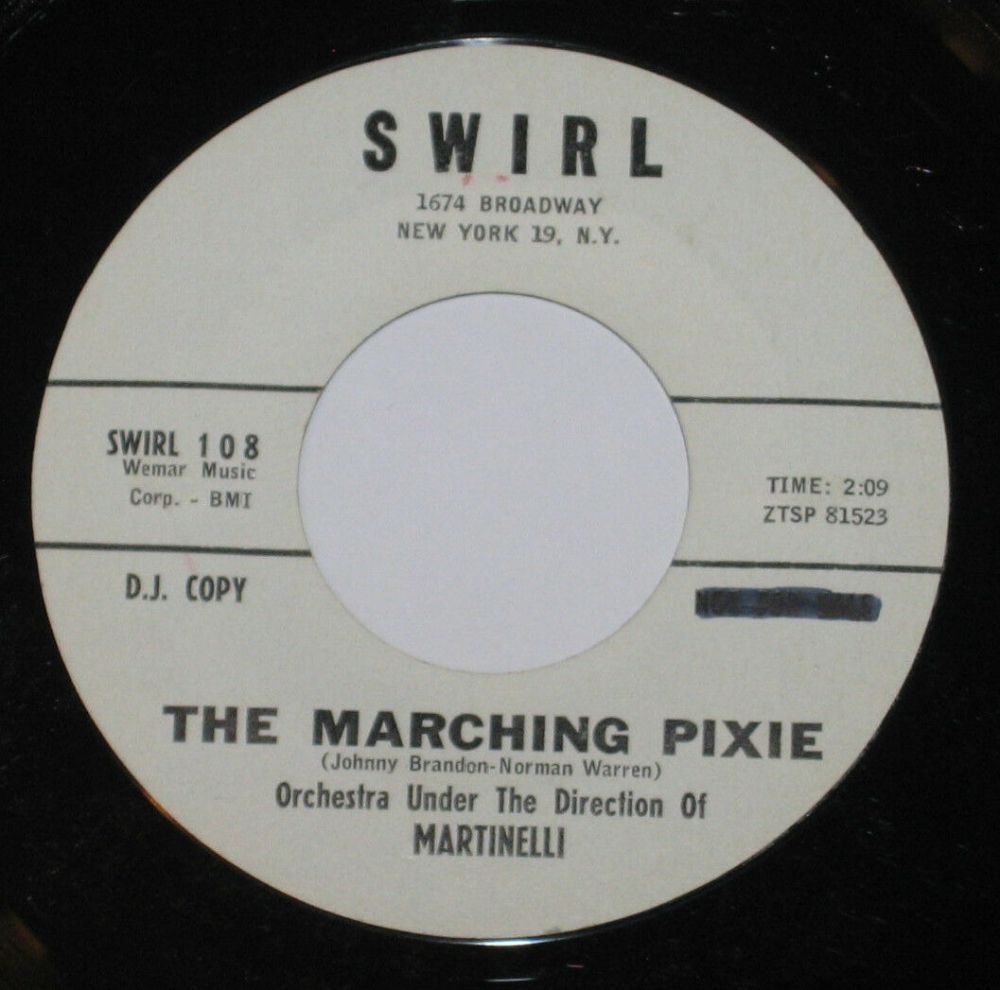 SWIRL
1674 BROADWAY
NEW YORK 19, N.Y.
SWIRL 108
Wemar Music
Corp. - BMI
TIME: 2:09
ZTSP 81523
D.J. COPY
THE MARCHING PIXIE
(Johnny Brandon-Norman Warren)
Orchestra Under The Direction Of
MARTINELLI